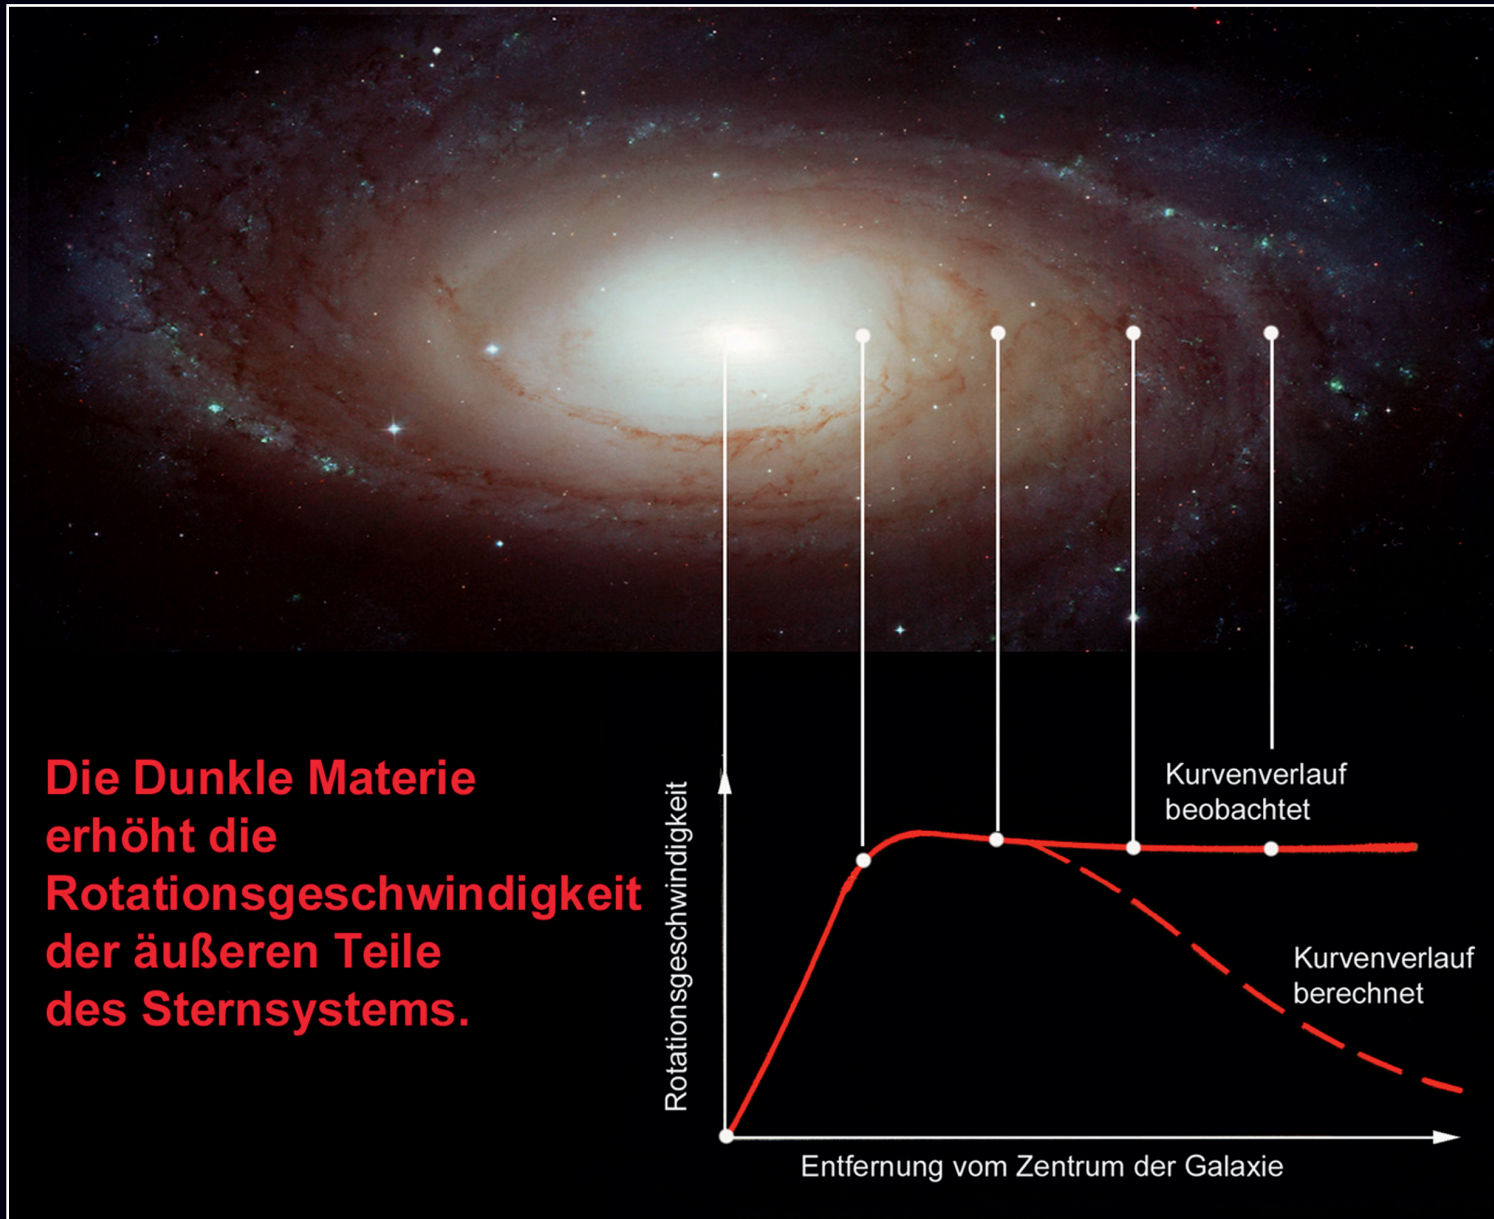 Die Dunkle Materie
erhöht die
Rotationsgeschwindigkeit
der äußeren Teile
des Sternsystems.
Rotationsgeschwindigkeit
Kurvenverlauf
beobachtet
Kurvenverlauf
berechnet
Entfernung vom Zentrum der Galaxie